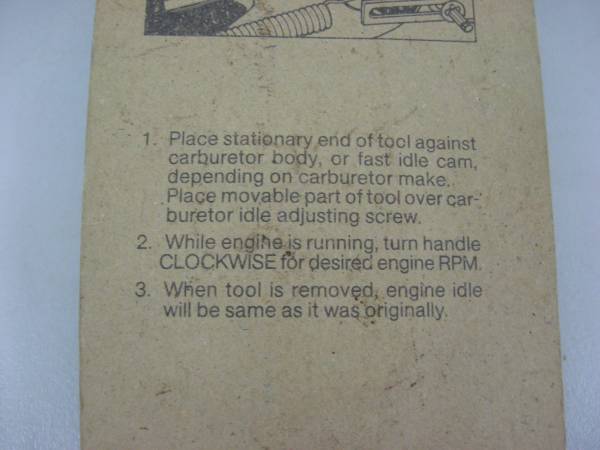 1. Place stationary end of tool against
carburetor body, or fast idle cam,
depending on carburetor make.
Place movable part of tool over car-
buretor idle adjusting screw.
2. While engine is running, turn handle
CLOCKWISE for desired engine RPM.
3. When tool is removed, engine idle
will be same as it was originally.